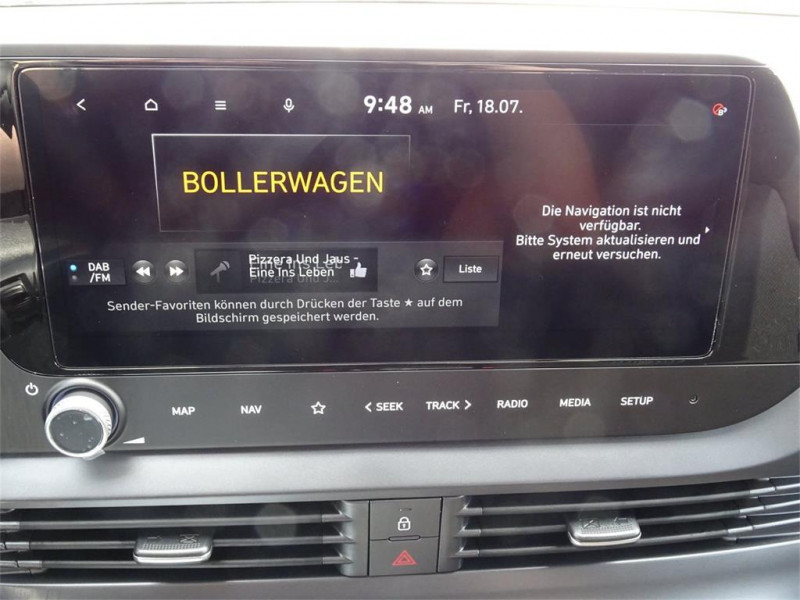 9:48 AM Fr, 18.07.
BOLLERWAGEN
Die Navigation ist nicht
verfügbar.
Bitte System aktualisieren und
erneut versuchen.
DAB
/FM
Pizzera Und Jaus -
Eine Ins Leben
Liste
Sender-Favoriten können durch Drücken der Taste ★ auf dem
Bildschirm gespeichert werden.
MAP NAV SEEK TRACK RADIO MEDIA SETUP